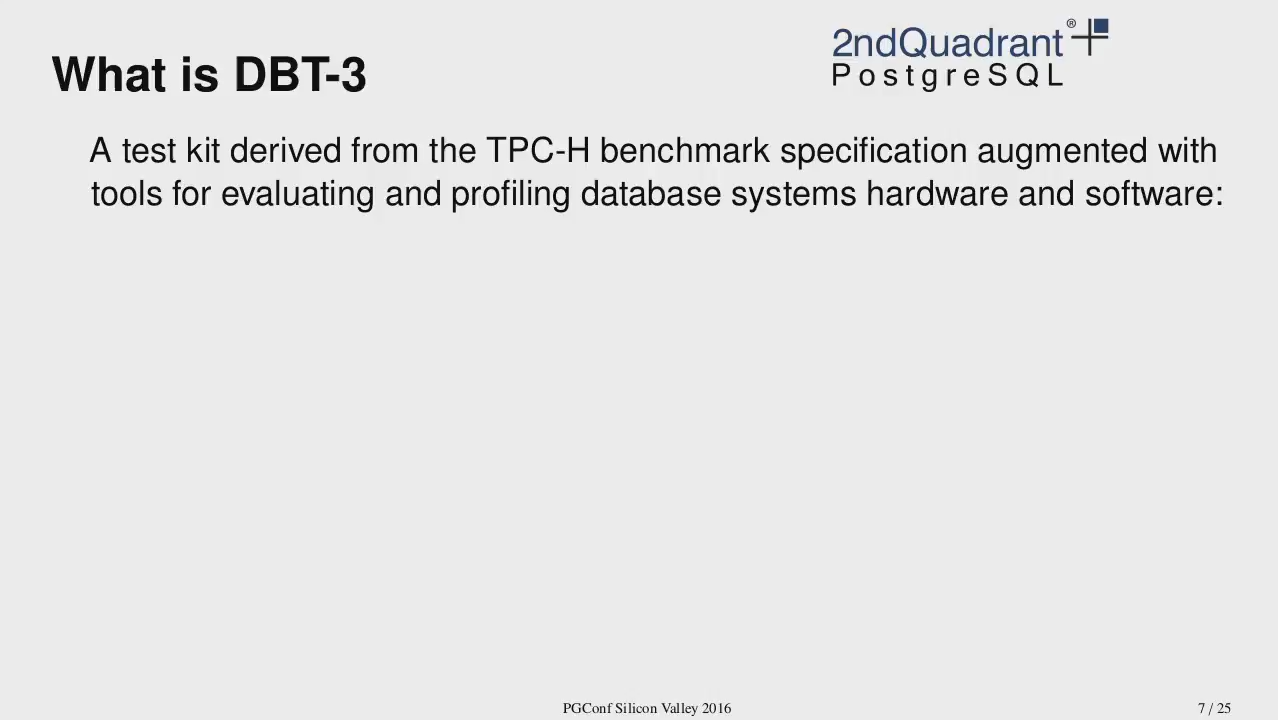 What is DBT-3
2ndQuadrant®
PostgreSQL
A test kit derived from the TPC-H benchmark specification augmented with
tools for evaluating and profiling database systems hardware and software:
PGConf Silicon Valley 2016
7 / 25